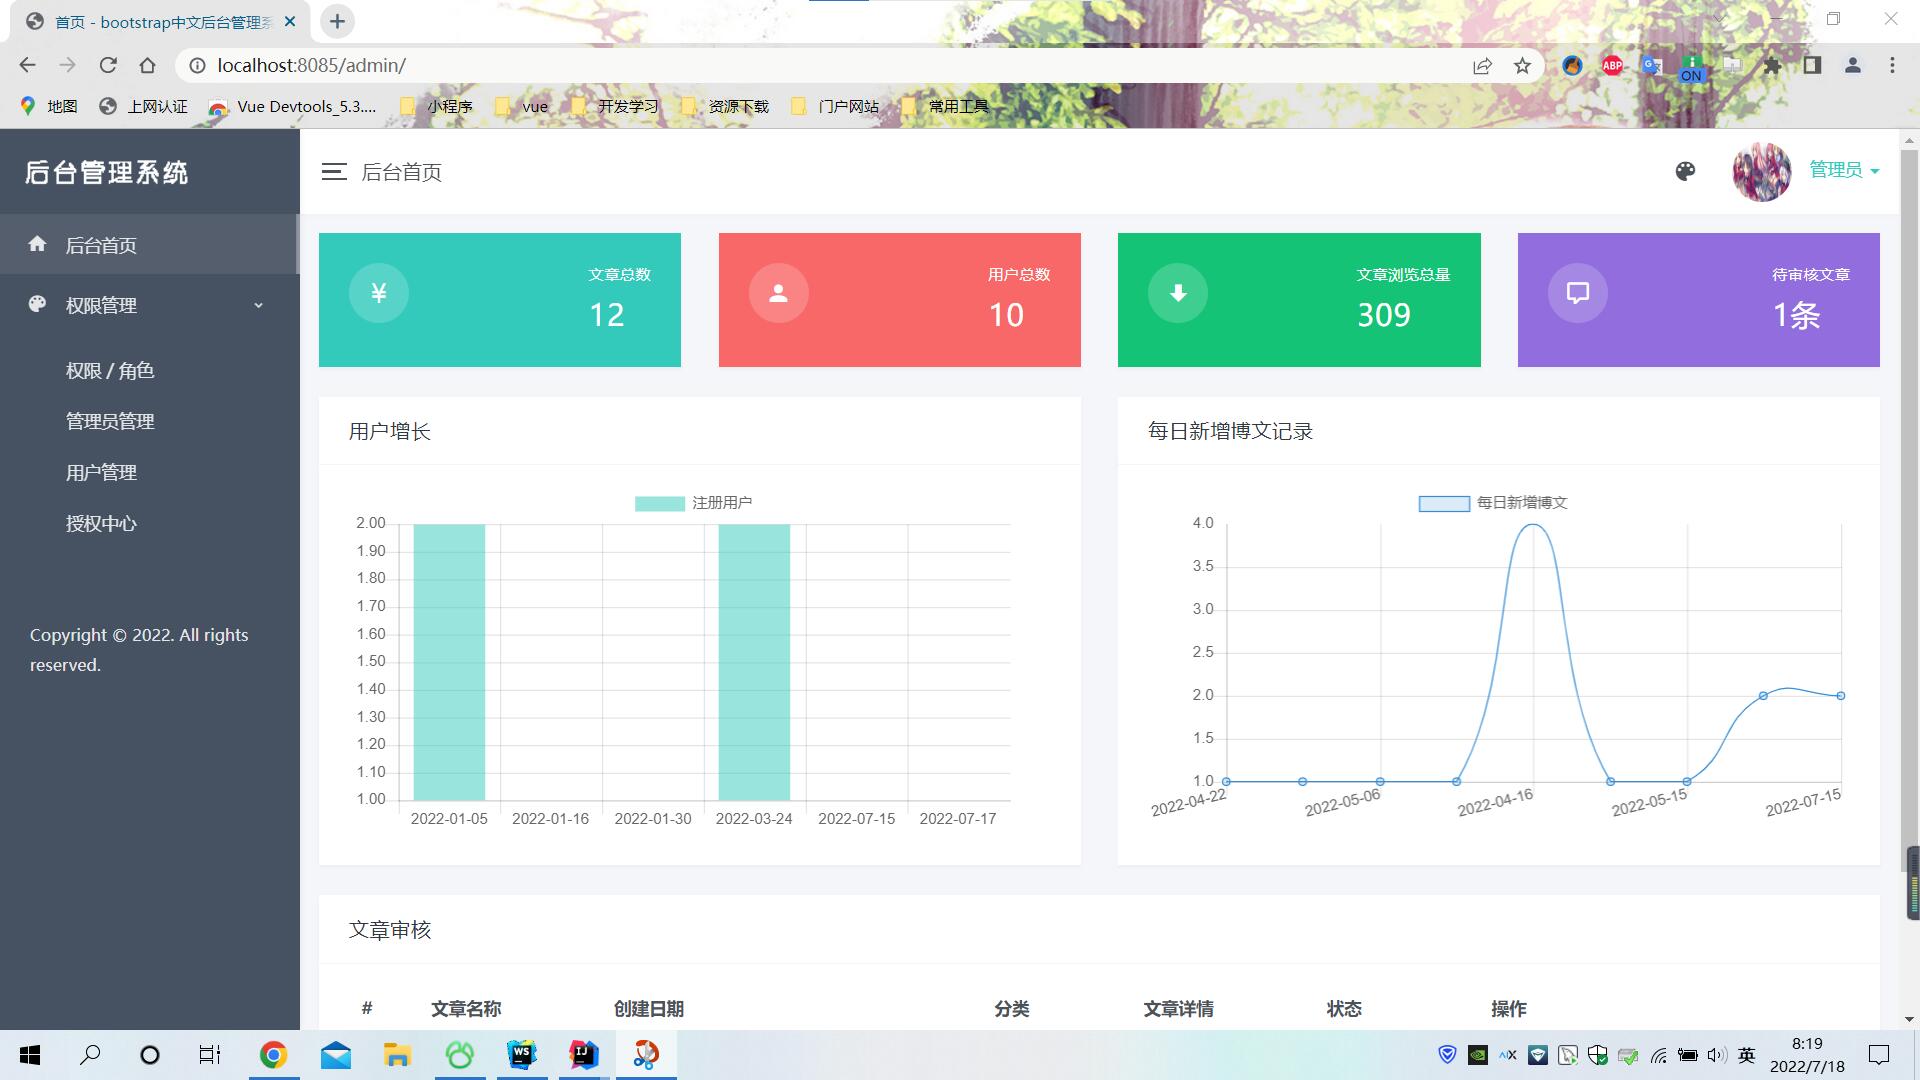 首页 - bootstrap中文后台管理系
localhost:8085/admin/
ABP
ON
地图
上网认证
Vue Devtools_5.3....
小程序
vue
开发学习
资源下载
门户网站
常用工具
后台管理系统
后台首页
管理员
后台首页
权限管理
权限 / 角色
管理员管理
用户管理
授权中心
Copyright © 2022. All rights
reserved.
¥
文章总数
12
用户总数
10
文章浏览总量
309
待审核文章
1条
用户增长
注册用户
2.00
1.90
1.80
1.70
1.60
1.50
1.40
1.30
1.20
1.10
1.00
2022-01-05 2022-01-16 2022-01-30 2022-03-24 2022-07-15 2022-07-17
每日新增博文记录
每日新增博文
4.0
3.5
3.0
2.5
2.0
1.5
1.0
2022-04-22 2022-05-06 2022-04-16 2022-05-15 2022-07-15
文章审核
# 文章名称 创建日期 分类 文章详情 状态 操作
WS
IJ
英
8:19
2022/7/18